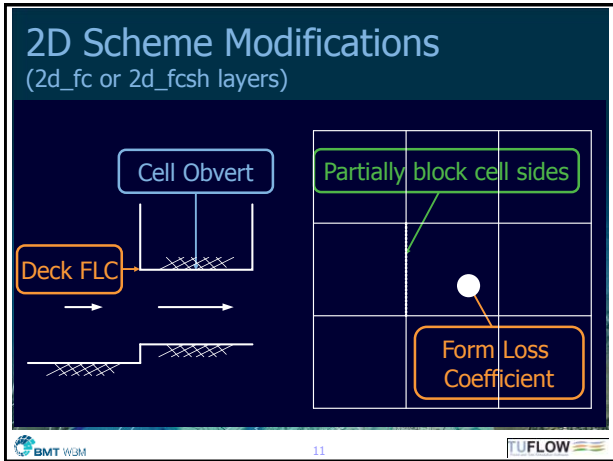 2D Scheme Modifications
(2d_fc or 2d_fcsh layers)
Cell Obvert
Partially block cell sides
Deck FLC
Form Loss
Coefficient
BMT WBM
11
TUFLOW